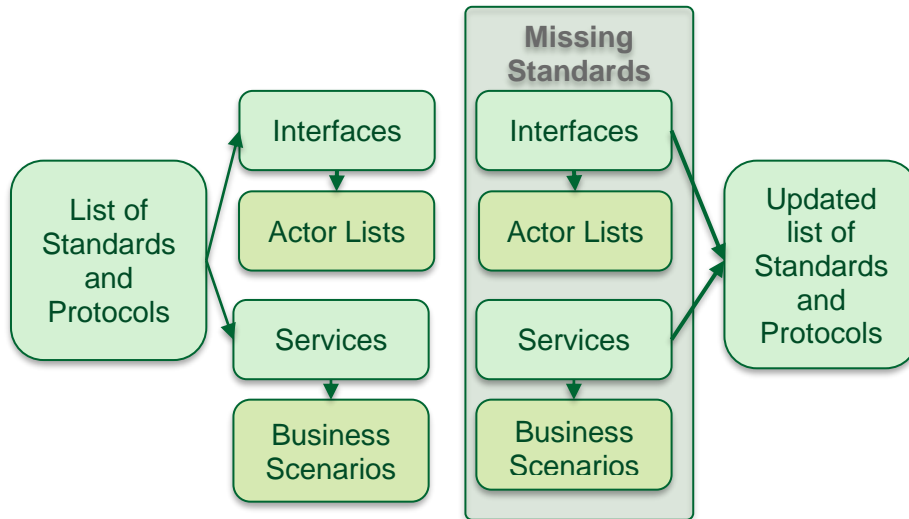 List of
Standards
and
Protocols
Interfaces
Actor Lists
Services
Business
Scenarios
Missing
Standards
Interfaces
Actor Lists
Services
Business
Scenarios
Updated
list of
Standards
and
Protocols